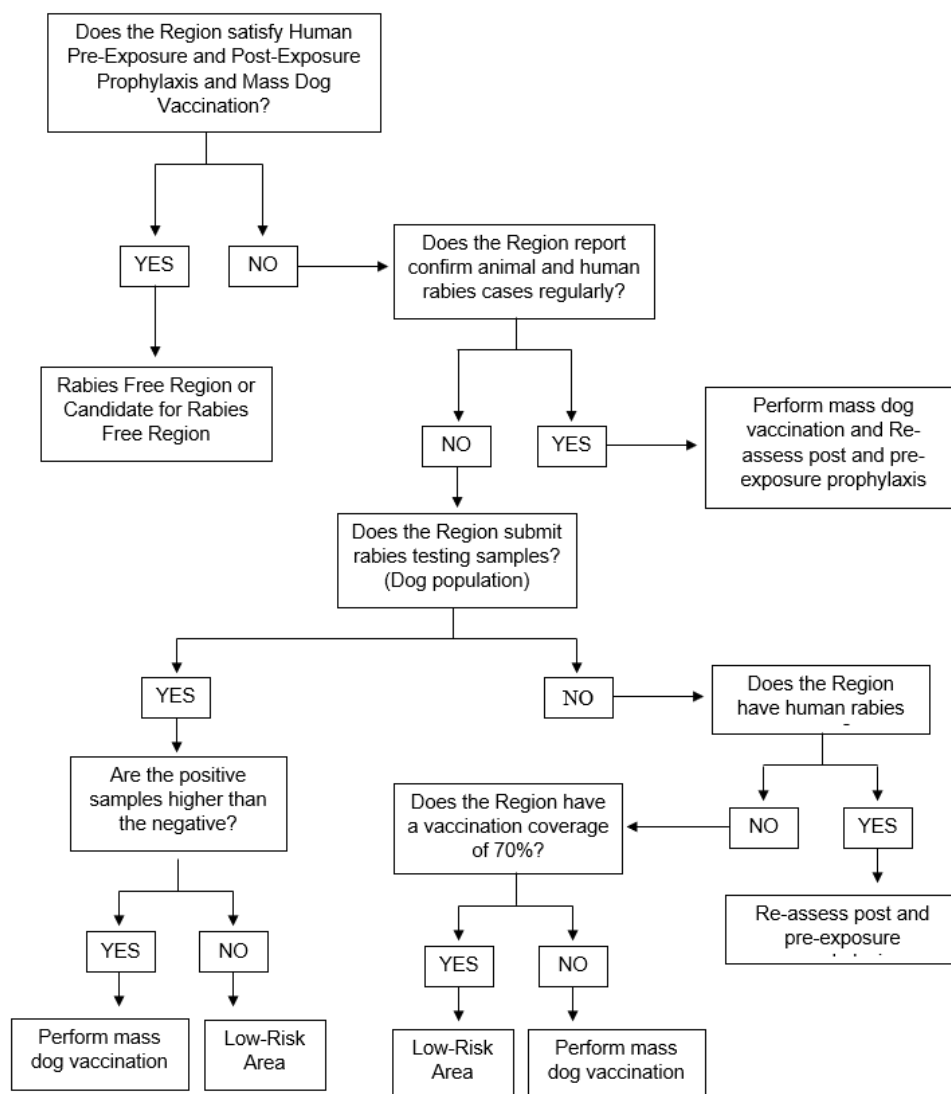 Does the Region satisfy Human
Pre-Exposure and Post-Exposure
Prophylaxis and Mass Dog
Vaccination?
YES
NO
Does the Region report
confirm animal and human
rabies cases regularly?
Rabies Free Region or
Candidate for Rabies
Free Region
NO
YES
Perform mass dog
vaccination and Re-
assess post and pre-
exposure prophylaxis
Does the Region submit
rabies testing samples?
(Dog population)
YES
NO
Does the Region
have human rabies
Are the positive
samples higher than
the negative?
Does the Region have
a vaccination coverage
of 70%?
NO
YES
YES
NO
YES
NO
Re-assess post and
pre-exposure
Perform mass
dog vaccination
Low-Risk
Area
Low-Risk
Area
Perform mass
dog vaccination